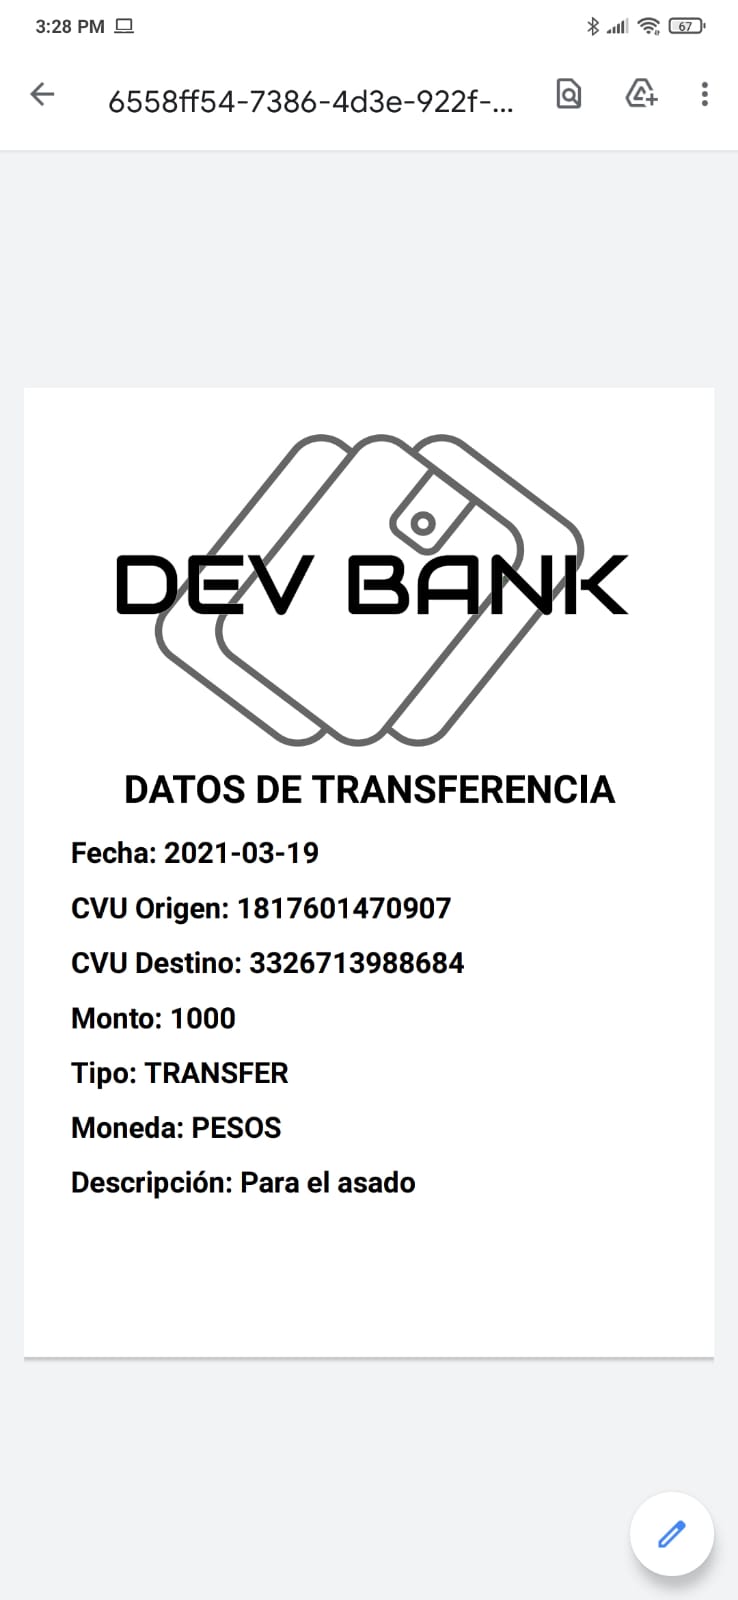 3:28 PM
67
6558ff54-7386-4d3e-922f-...
DEV BANK
DATOS DE TRANSFERENCIA
Fecha: 2021-03-19
CVU Origen: 1817601470907
CVU Destino: 3326713988684
Monto: 1000
Tipo: TRANSFER
Moneda: PESOS
Descripción: Para el asado